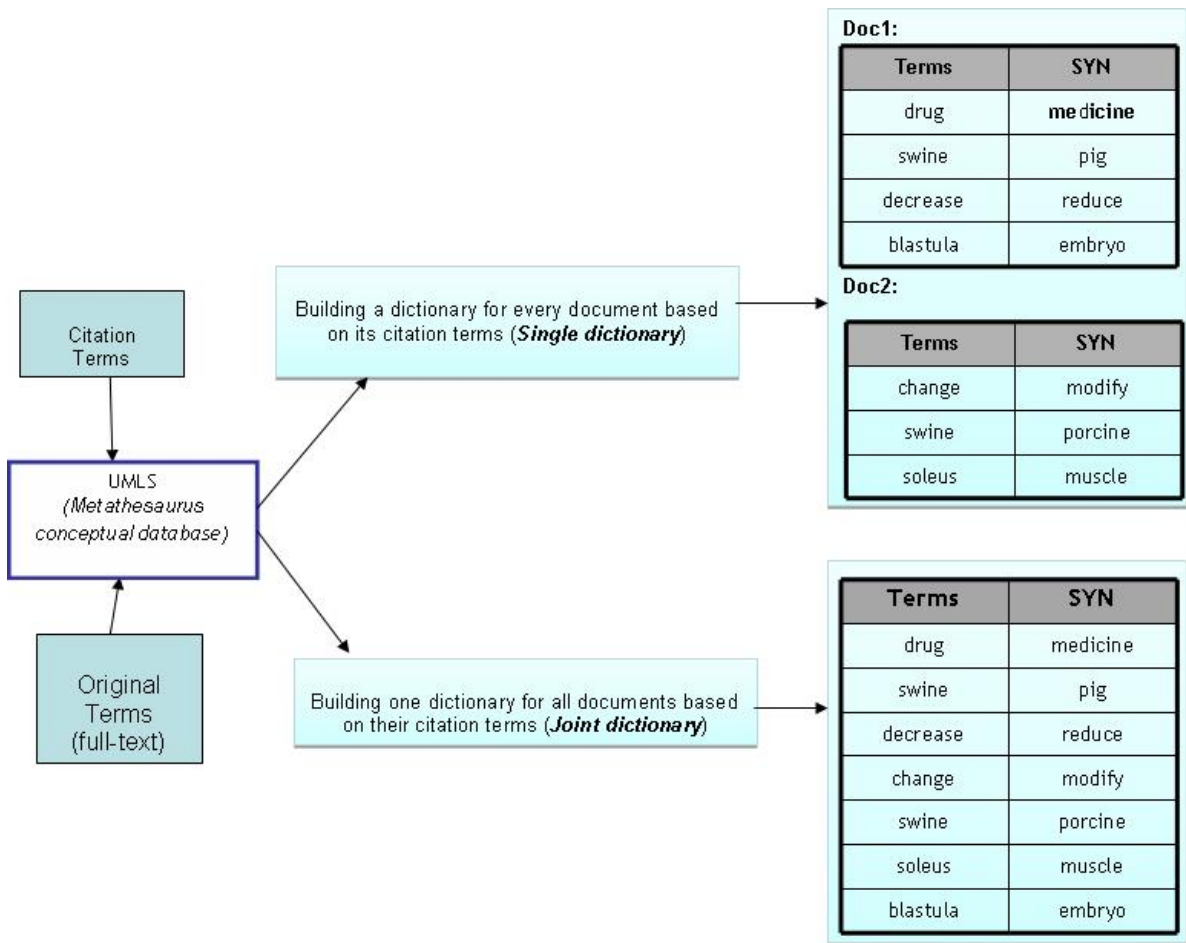 Citation
Terms
UMLS
(Metathesaurus
conceptual database)
Original
Terms
(full-text)
Building a dictionary for every document based
on its citation terms (Single dictionary)
Building one dictionary for all documents based
on their citation terms (Joint dictionary)
Doc1:
Terms SYN
drug medicine
swine pig
decrease reduce
blastula embryo
Doc2:
Terms SYN
change modify
swine porcine
soleus muscle
Terms SYN
drug medicine
swine pig
decrease reduce
change modify
swine porcine
soleus muscle
blastula embryo